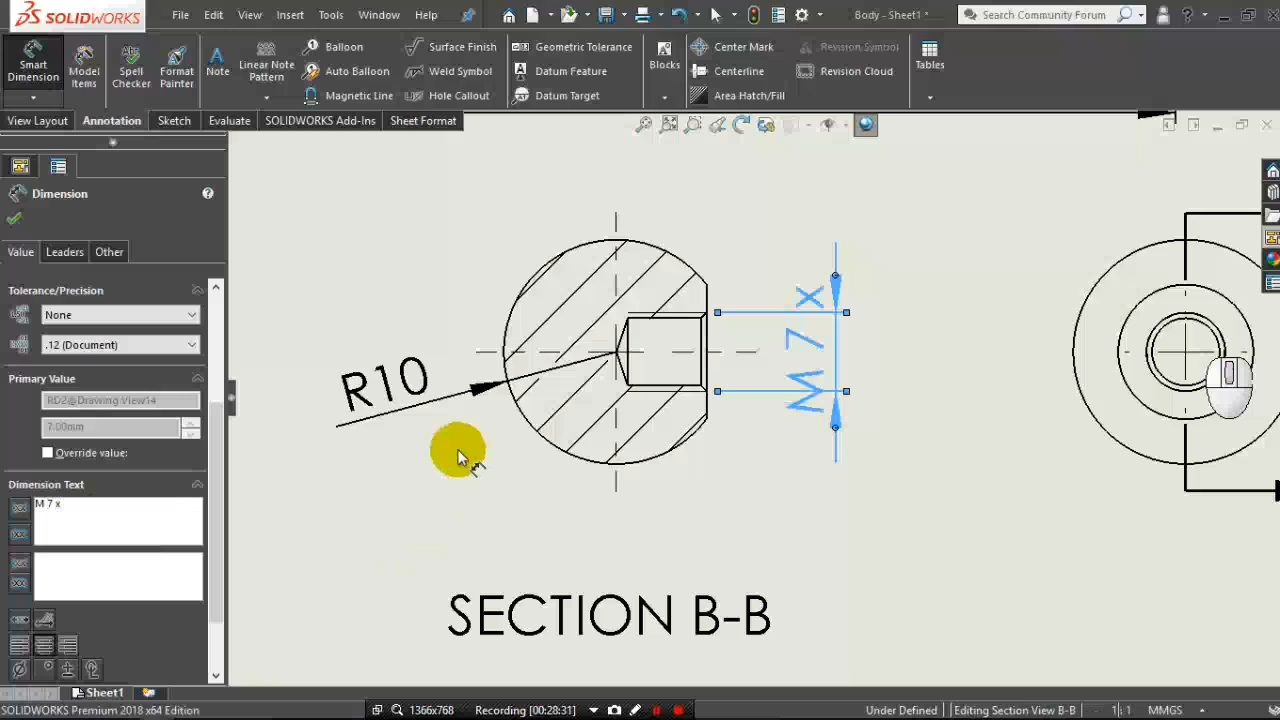 SOLIDWORKS File Edit View Insert Tools Window Help Body - Sheet1 * Search Community Forum ?
Smart Dimension
Model Items
Spell Checker
Format Painter
Note
Linear Note Pattern
Balloon
Auto Balloon
Magnetic Line
Surface Finish
Weld Symbol
Hole Callout
Geometric Tolerance
Datum Feature
Datum Target
Blocks
Center Mark
Centerline
Area Hatch/Fill
Revision Symbol
Revision Cloud
Tables
View Layout Annotation Sketch Evaluate SOLIDWORKS Add-Ins Sheet Format
Dimension
Value Leaders Other
Tolerance/Precision
None
.12 (Document)
Primary Value
RD2@Drawing View14
7.00mm
Override value:
Dimension Text
M 7 x
R10
M 7 x
SECTION B-B
Sheet1
SOLIDWORKS Premium 2018 x64 Edition 1366x768 Recording [00:28:31] Under Defined Editing Section View B-B 1:1 MMGS